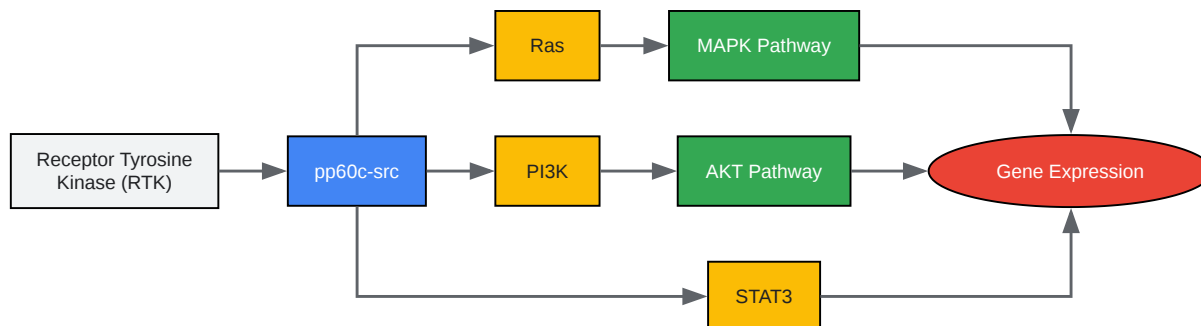 Ras
MAPK Pathway
Receptor Tyrosine
Kinase (RTK)
pp60c-src
PI3K
AKT Pathway
Gene Expression
STAT3